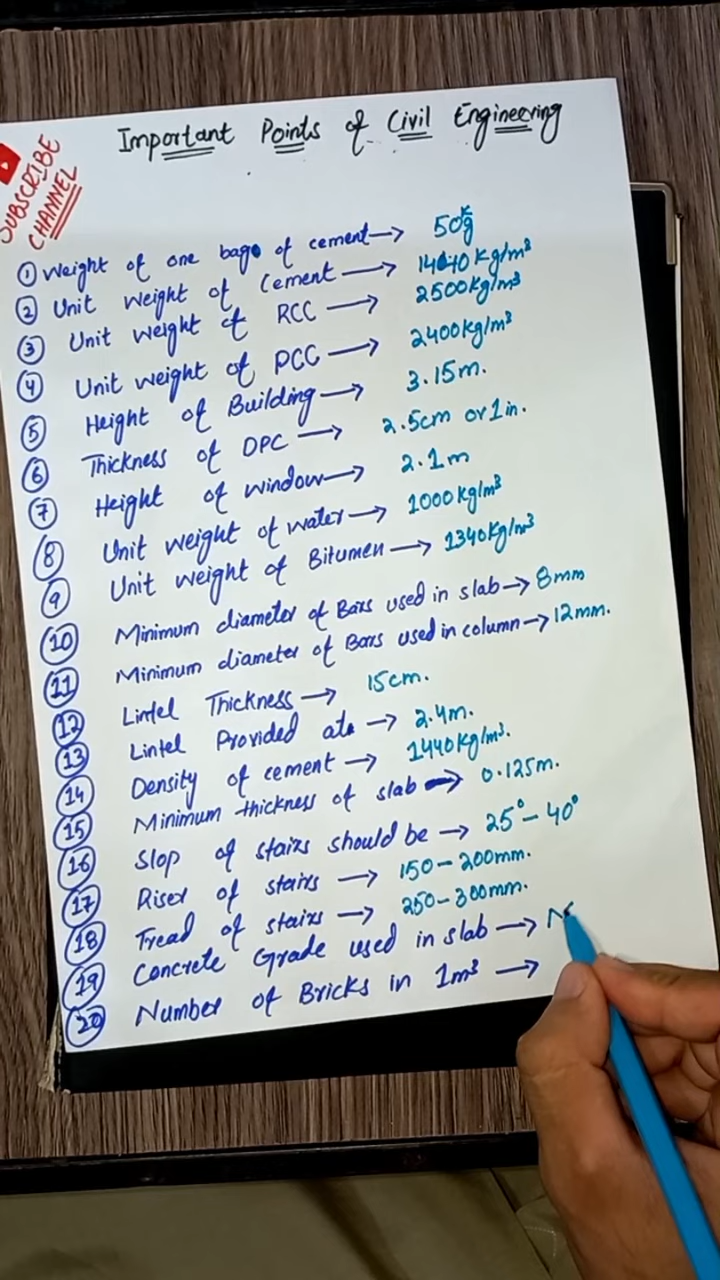 Important Points of Civil Engineering
SUBSCRIBE
CHANNEL
① Weight of one bag of cement → 50kg
② Unit weight of Cement → 1440 kg/m³
③ Unit weight of RCC → 2500kg/m³
④ Unit weight of PCC → 2400kg/m³
⑤ Height of Building → 3.15m.
⑥ Thickness of DPC → 2.5cm or 1in.
⑦ Height of window → 2.1m
⑧ Unit weight of water → 1000kg/m³
⑨ Unit weight of Bitumen → 1340kg/m³
⑩ Minimum diameter of Bars used in slab → 8mm
⑪ Minimum diameter of Bars used in column → 12mm.
⑫ Lintel Thickness → 15cm.
⑬ Lintel Provided at → 2.4m.
⑭ Density of cement → 1440kg/m³.
⑮ Minimum thickness of slab → 0.125m.
⑯ Slop of stairs should be → 25° – 40°
⑰ Riser of stairs → 150 – 200mm.
⑱ Tread of stairs → 250 – 300mm.
⑲ Concrete Grade used in slab →
⑳ Number of Bricks in 1m³ →